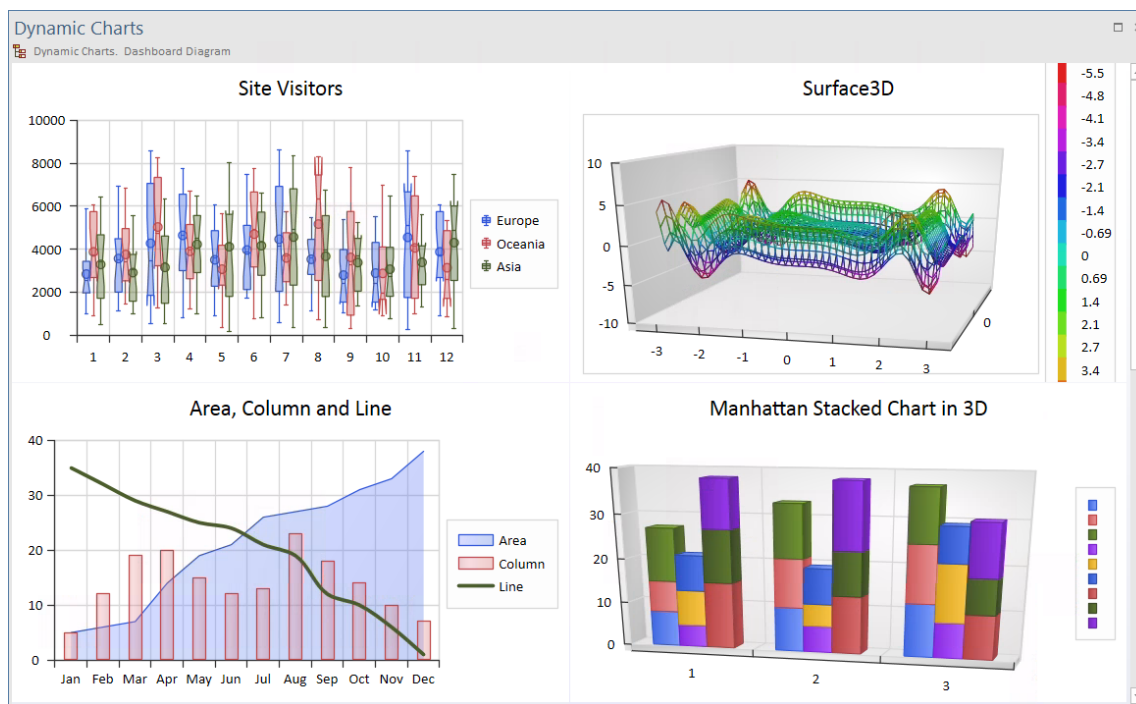 Dynamic Charts
Dynamic Charts. Dashboard Diagram
Site Visitors
10000
8000
6000
4000
2000
0
1 2 3 4 5 6 7 8 9 10 11 12
Europe
Oceania
Asia
Surface3D
10
5
0
-5
-10
-3 -2 -1 0 1 2 3
0
-5.5
-4.8
-4.1
-3.4
-2.7
-2.1
-1.4
-0.69
0
0.69
1.4
2.1
2.7
3.4
Area, Column and Line
40
30
20
10
0
Jan Feb Mar Apr May Jun Jul Aug Sep Oct Nov Dec
Area
Column
Line
Manhattan Stacked Chart in 3D
40
30
20
10
0
1 2 3